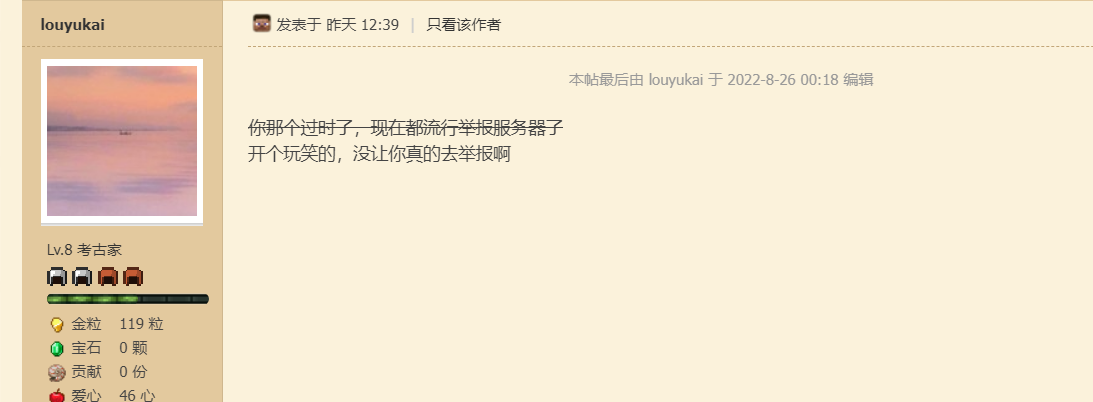 louyukai
发表于 昨天 12:39 | 只看该作者
本帖最后由 louyukai 于 2022-8-26 00:18 编辑
你那个过时了，现在都流行举报服务器了
开个玩笑的，没让你真的去举报啊
Lv.8 考古家
金粒 119 粒
宝石 0 颗
贡献 0 份
爱心 46 心